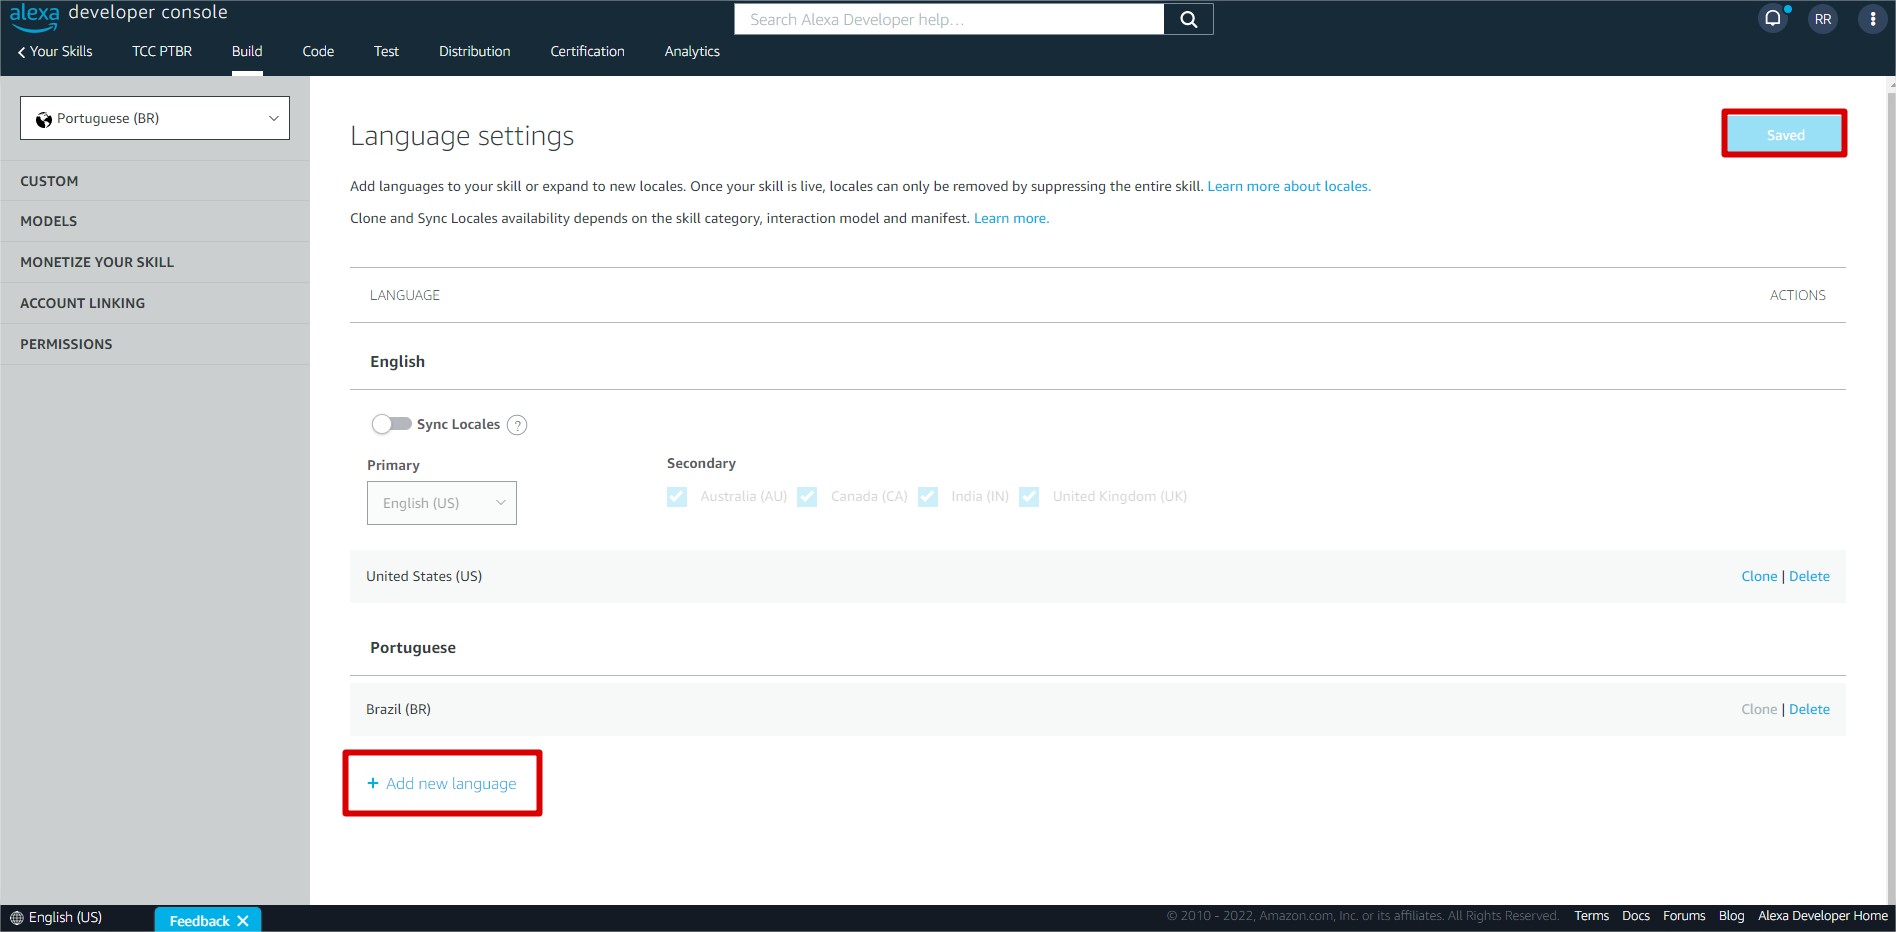 alexa developer console
Search Alexa Developer help...
RR
Your Skills TCC PTBR Build Code Test Distribution Certification Analytics
Portuguese (BR)
CUSTOM
MODELS
MONETIZE YOUR SKILL
ACCOUNT LINKING
PERMISSIONS
Language settings
Saved
Add languages to your skill or expand to new locales. Once your skill is live, locales can only be removed by suppressing the entire skill. Learn more about locales.
Clone and Sync Locales availability depends on the skill category, interaction model and manifest. Learn more.
LANGUAGE ACTIONS
English
Sync Locales ?
Primary Secondary
English (US) Australia (AU) Canada (CA) India (IN) United Kingdom (UK)
United States (US) Clone | Delete
Portuguese
Brazil (BR) Clone | Delete
+ Add new language
English (US) Feedback X © 2010 - 2022, Amazon.com, Inc. or its affiliates. All Rights Reserved. Terms Docs Forums Blog Alexa Developer Home